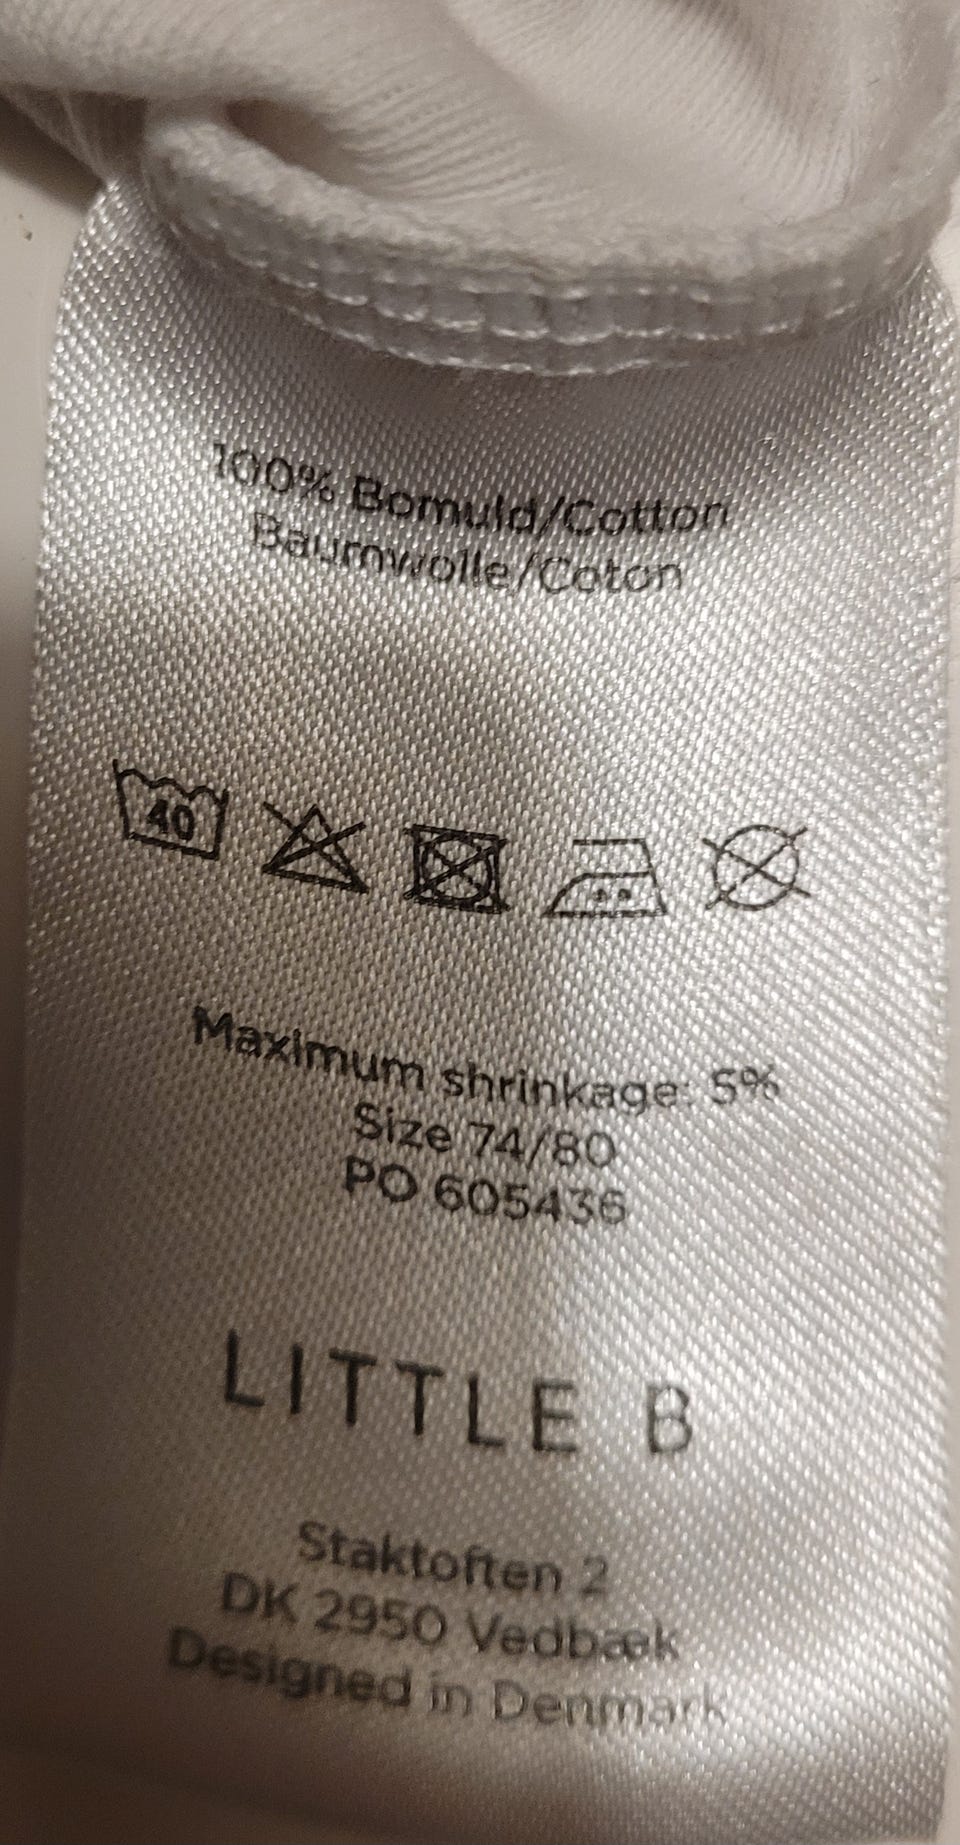 100% Bomuld/Cotton
Baumwolle/Coton
40
Maximum shrinkage: 5%
Size 74/80
PO 605436
LITTLE B
Staktoften 2
DK 2950 Vedbæk
Designed in Denmark